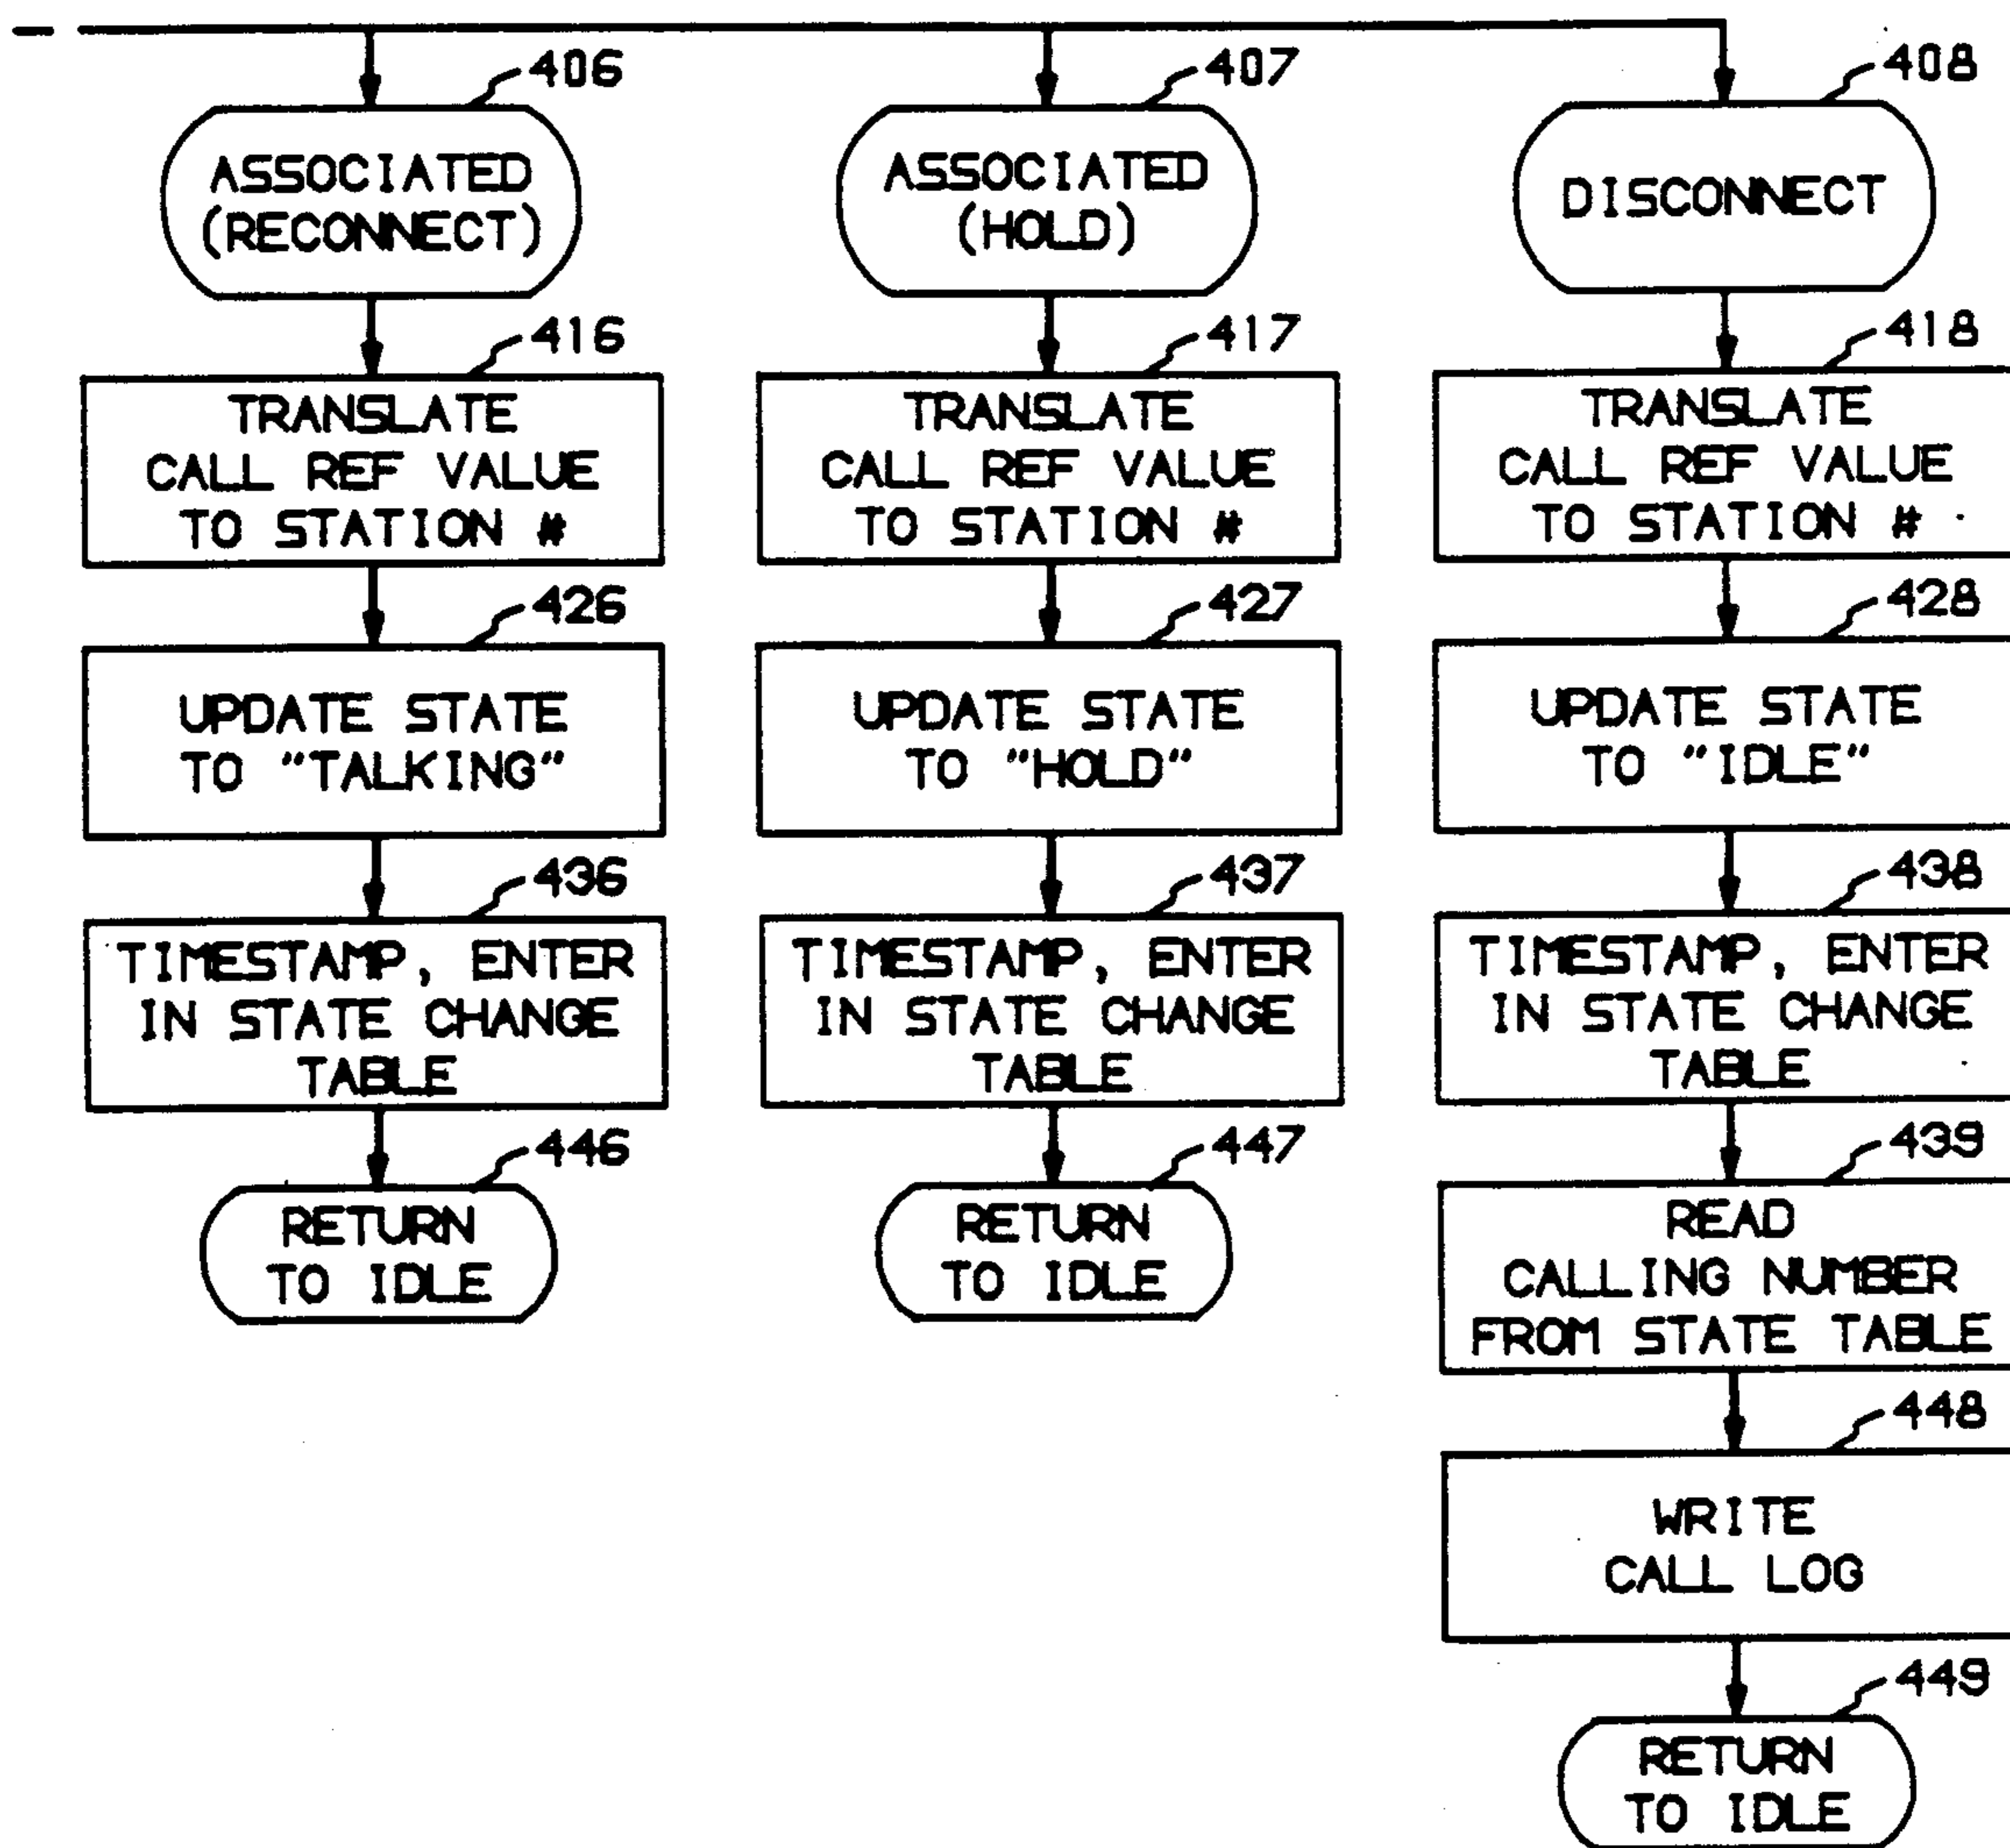 406
ASSOCIATED
(RECONNECT)
416
TRANSLATE
CALL REF VALUE
TO STATION #
426
UPDATE STATE
TO "TALKING"
436
TIMESTAMP, ENTER
IN STATE CHANGE
TABLE
446
RETURN
TO IDLE
407
ASSOCIATED
(HOLD)
417
TRANSLATE
CALL REF VALUE
TO STATION #
427
UPDATE STATE
TO "HOLD"
437
TIMESTAMP, ENTER
IN STATE CHANGE
TABLE
447
RETURN
TO IDLE
408
DISCONNECT
418
TRANSLATE
CALL REF VALUE
TO STATION #
428
UPDATE STATE
TO "IDLE"
438
TIMESTAMP, ENTER
IN STATE CHANGE
TABLE
439
READ
CALLING NUMBER
FROM STATE TABLE
448
WRITE
CALL LOG
449
RETURN
TO IDLE